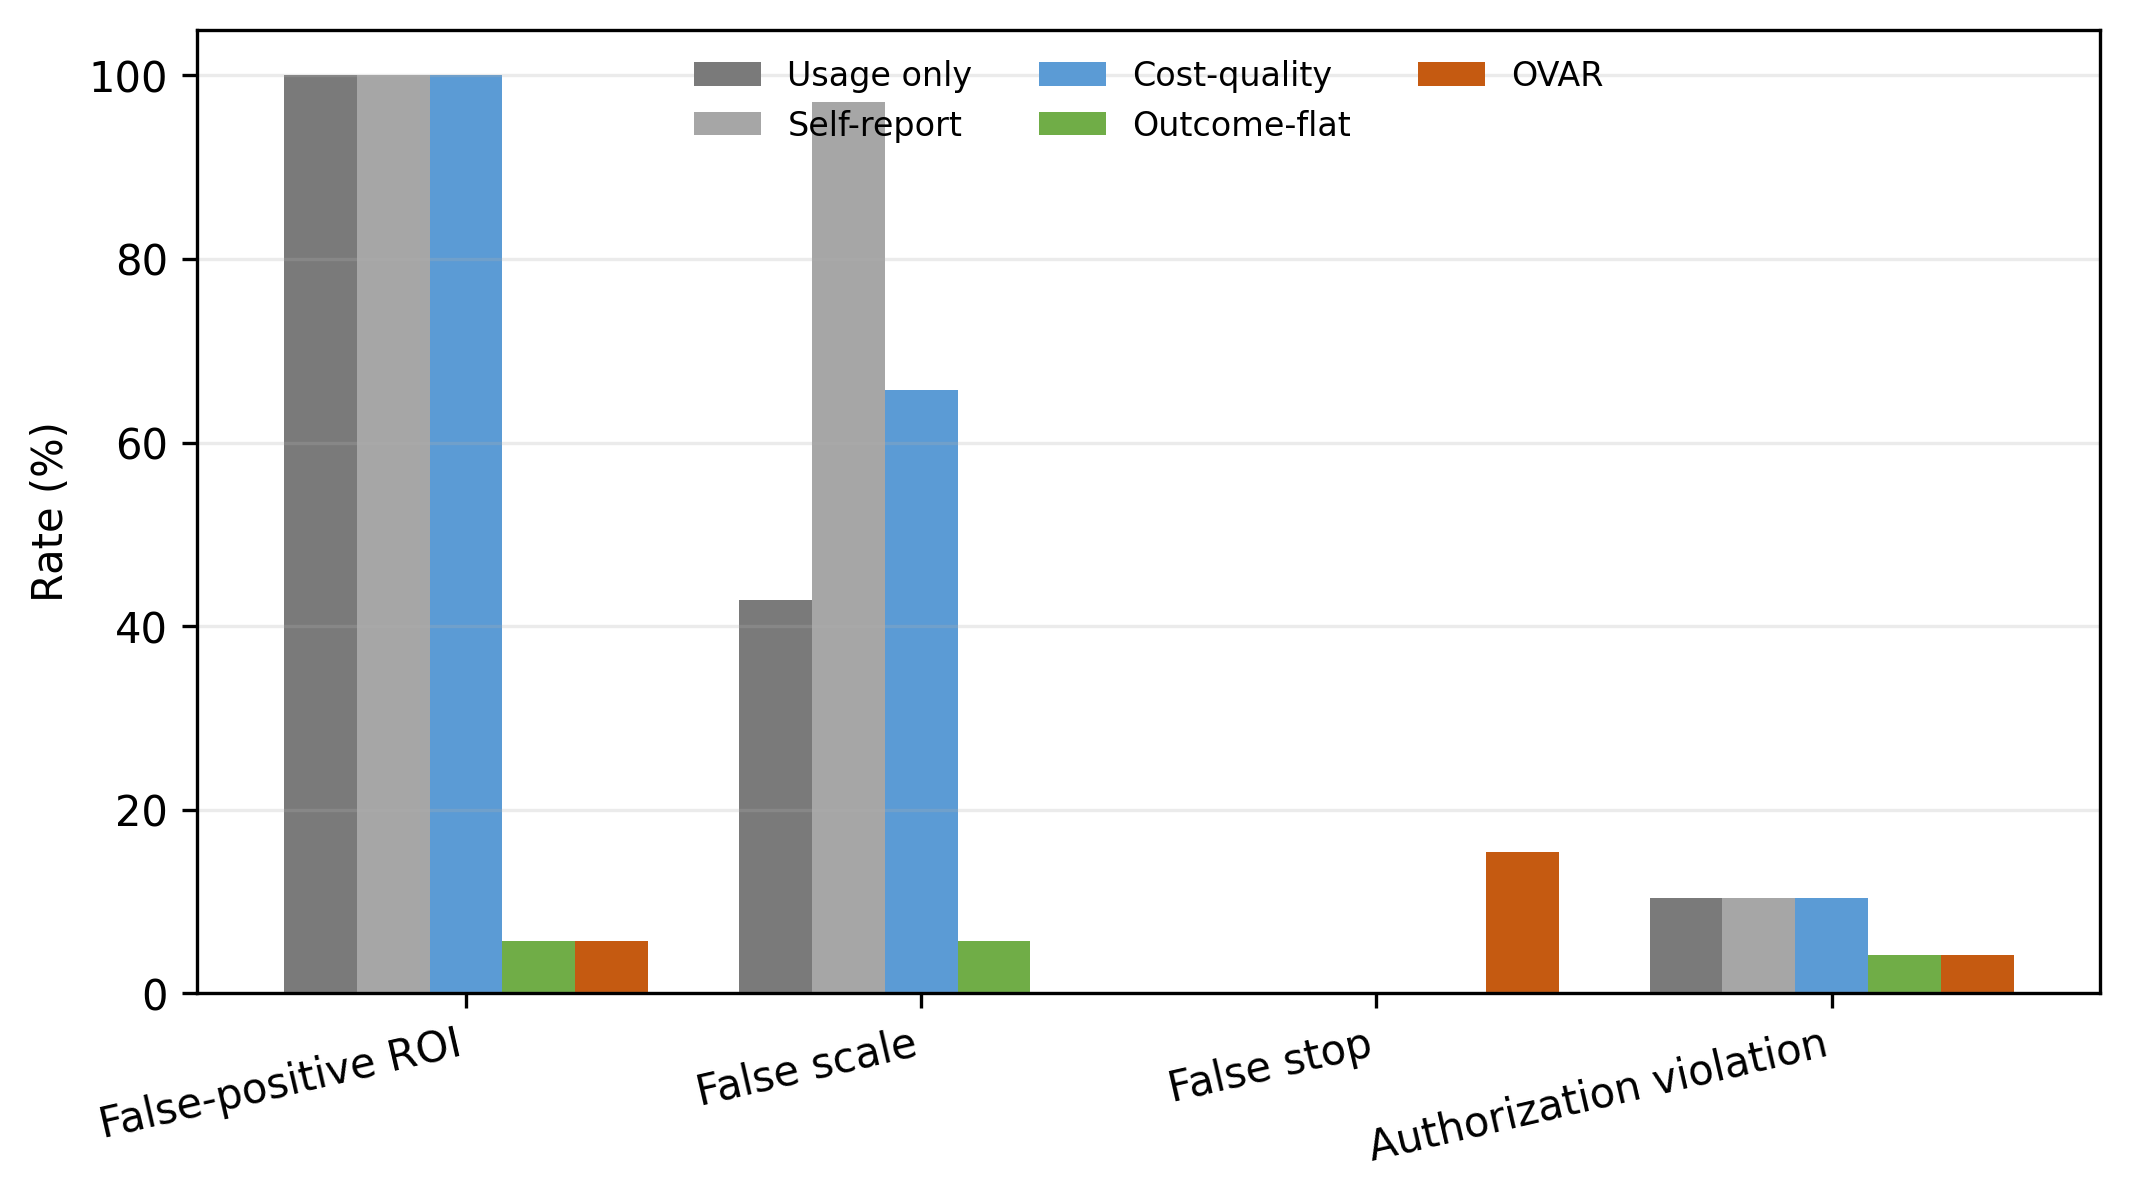 Usage only
Self-report
Cost-quality
Outcome-flat
OVAR
Rate (%)
100
80
60
40
20
0
False-positive ROI
False scale
False stop
Authorization violation